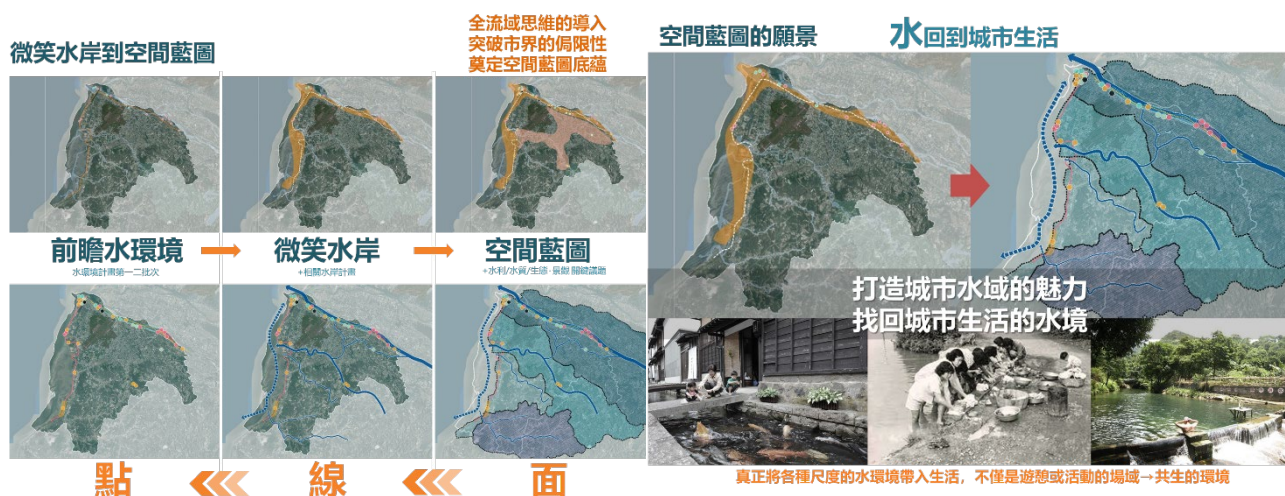 微笑水岸到空間藍圖
全流域思維的導入
突破市界的侷限性
奠定空間藍圖底蘊
前瞻水環境
水環境計畫第一二批次
微笑水岸
+相關水岸計畫
空間藍圖
+水利/水質/生態、景觀 關鍵議題
點
線
面
空間藍圖的願景
水回到城市生活
打造城市水域的魅力
找回城市生活的水境
真正將各種尺度的水環境帶入生活，不僅是遊憩或活動的場域→共生的環境